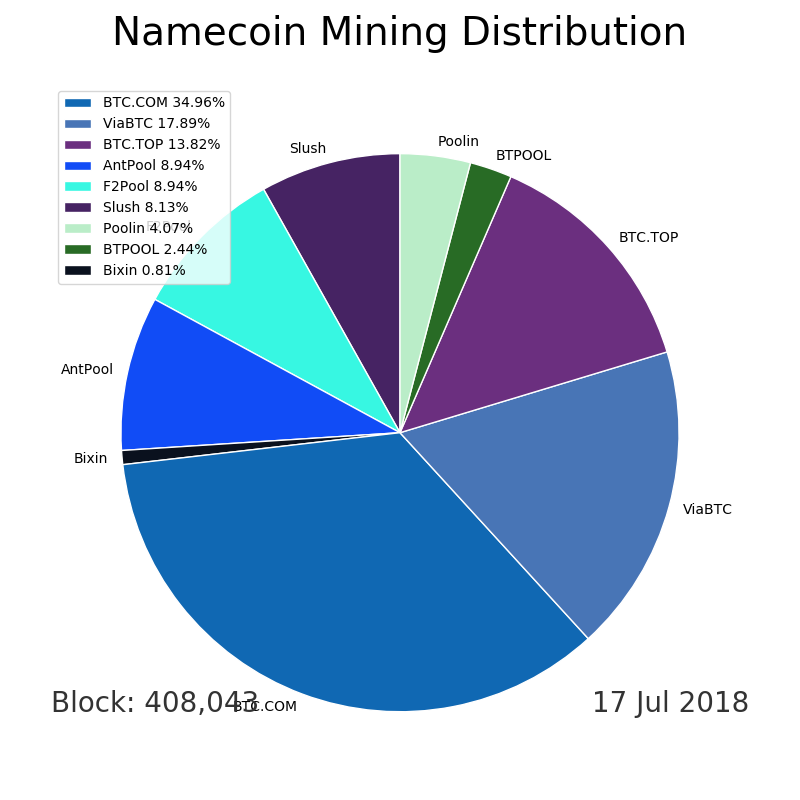 Namecoin Mining Distribution
BTC.COM 34.96%
ViaBTC 17.89%
BTC.TOP 13.82%
AntPool 8.94%
F2Pool 8.94%
Slush 8.13%
Poolin 4.07%
BTPOOL 2.44%
Bixin 0.81%
Slush
Poolin
BTPOOL
BTC.TOP
F2Pool
AntPool
Bixin
ViaBTC
BTC.COM
Block: 408,043
17 Jul 2018